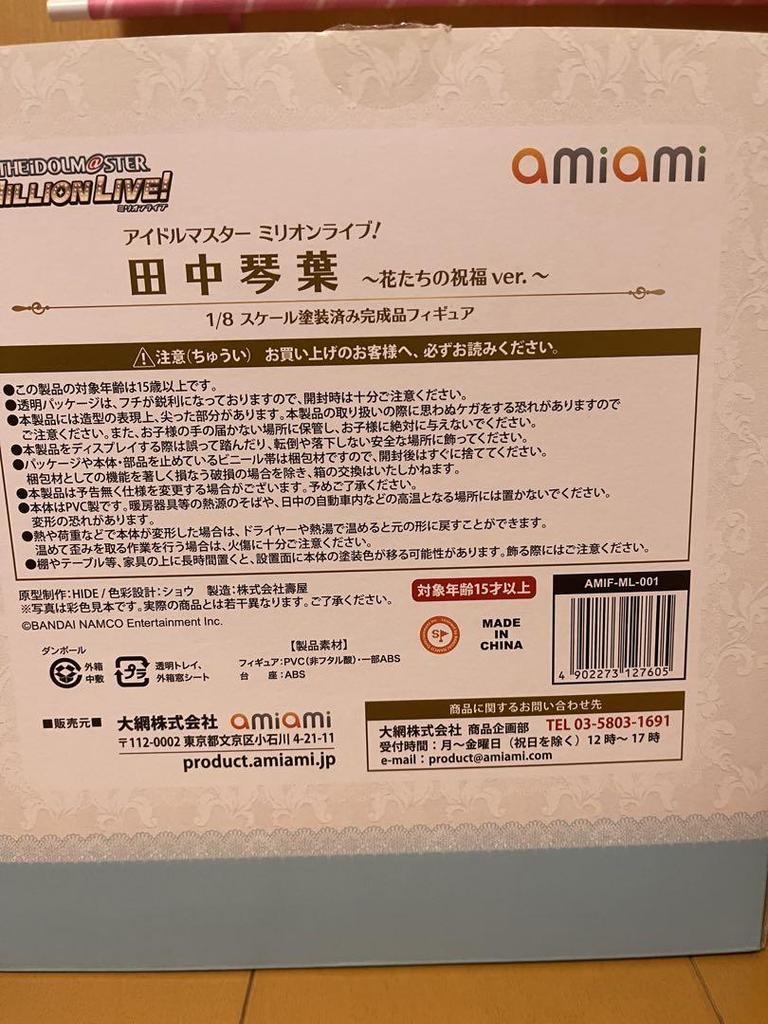 THE iDOLM@STER
MILLION LIVE!
ミリオンライブ
amiami
アイドルマスター ミリオンライブ!
田中琴葉 ～花たちの祝福 ver.～
1/8 スケール塗装済み完成品フィギュア
注意(ちゅうい) お買い上げのお客様へ、必ずお読みください。
●この製品の対象年齢は15歳以上です。
●透明パッケージは、フチが鋭利になっておりますので、開封時は十分ご注意ください。
●本製品には造型の表現上、尖った部分があります。本製品の取り扱いの際に思わぬケガをする恐れがありますので
ご注意ください。また、お子様の手の届かない場所に保管し、お子様に絶対に与えないでください。
●本製品をディスプレイする際は誤って踏んだり、転倒や落下しない安全な場所に飾ってください。
●パッケージや本体・部品を止めているビニール帯は梱包材ですので、開封後はすぐに捨ててください。
梱包材としての機能を著しく損なう破損の場合を除き、箱の交換はいたしかねます。
●本製品は予告無く仕様を変更する場合がございます。予めご了承ください。
●本体はPVC製です。暖房器具等の熱源のそばや、日中の自動車内などの高温となる場所には置かないでください。
変形の恐れがあります。
●熱や荷重などで本体が変形した場合は、ドライヤーや熱湯で温めると元の形に戻すことができます。
温めて歪みを取る作業を行う場合は、火傷に十分ご注意ください。
●棚やテーブル等、家具の上に長時間置くと、設置面に本体の塗装色が移る可能性があります。飾る際にはご注意ください。
原型制作：HIDE / 色彩設計：ショウ 製造：株式会社壽屋
※写真は彩色見本です。実際の商品とは若干異なります。ご了承ください。
©BANDAI NAMCO Entertainment Inc.
対象年齢15才以上
AMIF-ML-001
MADE
IN
CHINA
4 902273 127605
ダンボール
外箱
中敷
プラ
透明トレイ、
外箱窓シート
【製品素材】
フィギュア：PVC(非フタル酸)・一部ABS
台 座：ABS
■販売元■ 大網株式会社 amiami
〒112-0002 東京都文京区小石川 4-21-11
product.amiami.jp
商品に関するお問い合わせ先
大網株式会社 商品企画部 TEL 03-5803-1691
受付時間：月～金曜日(祝日を除く) 12時～17時
e-mail：product@amiami.com